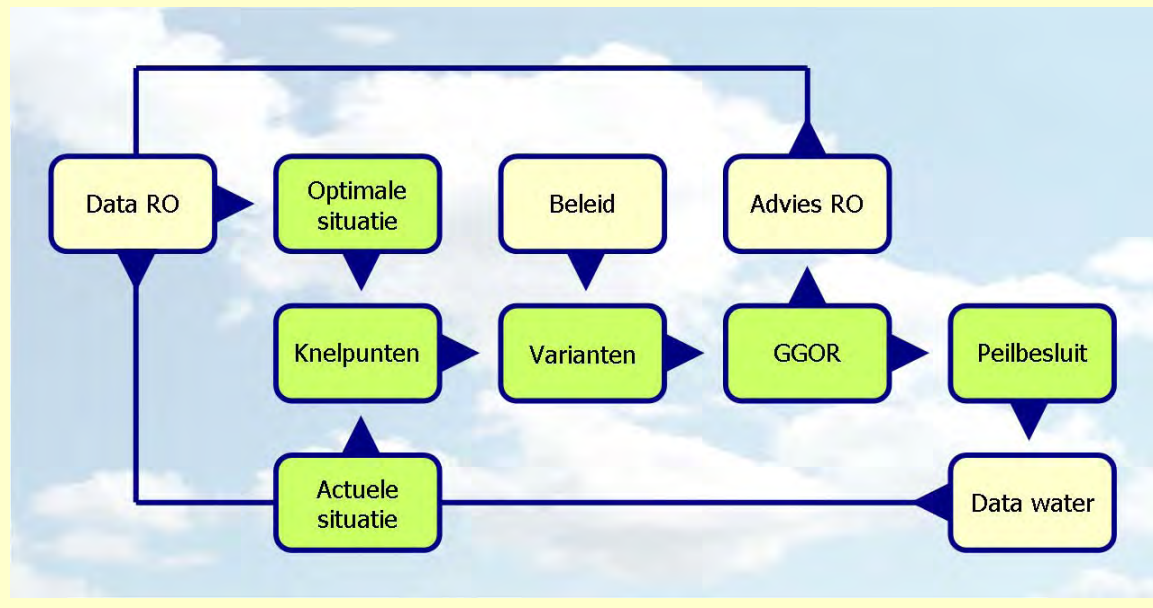 Data RO
Optimale
situatie
Beleid
Advies RO
Knelpunten
Varianten
GGOR
Peilbesluit
Actuele
situatie
Data water